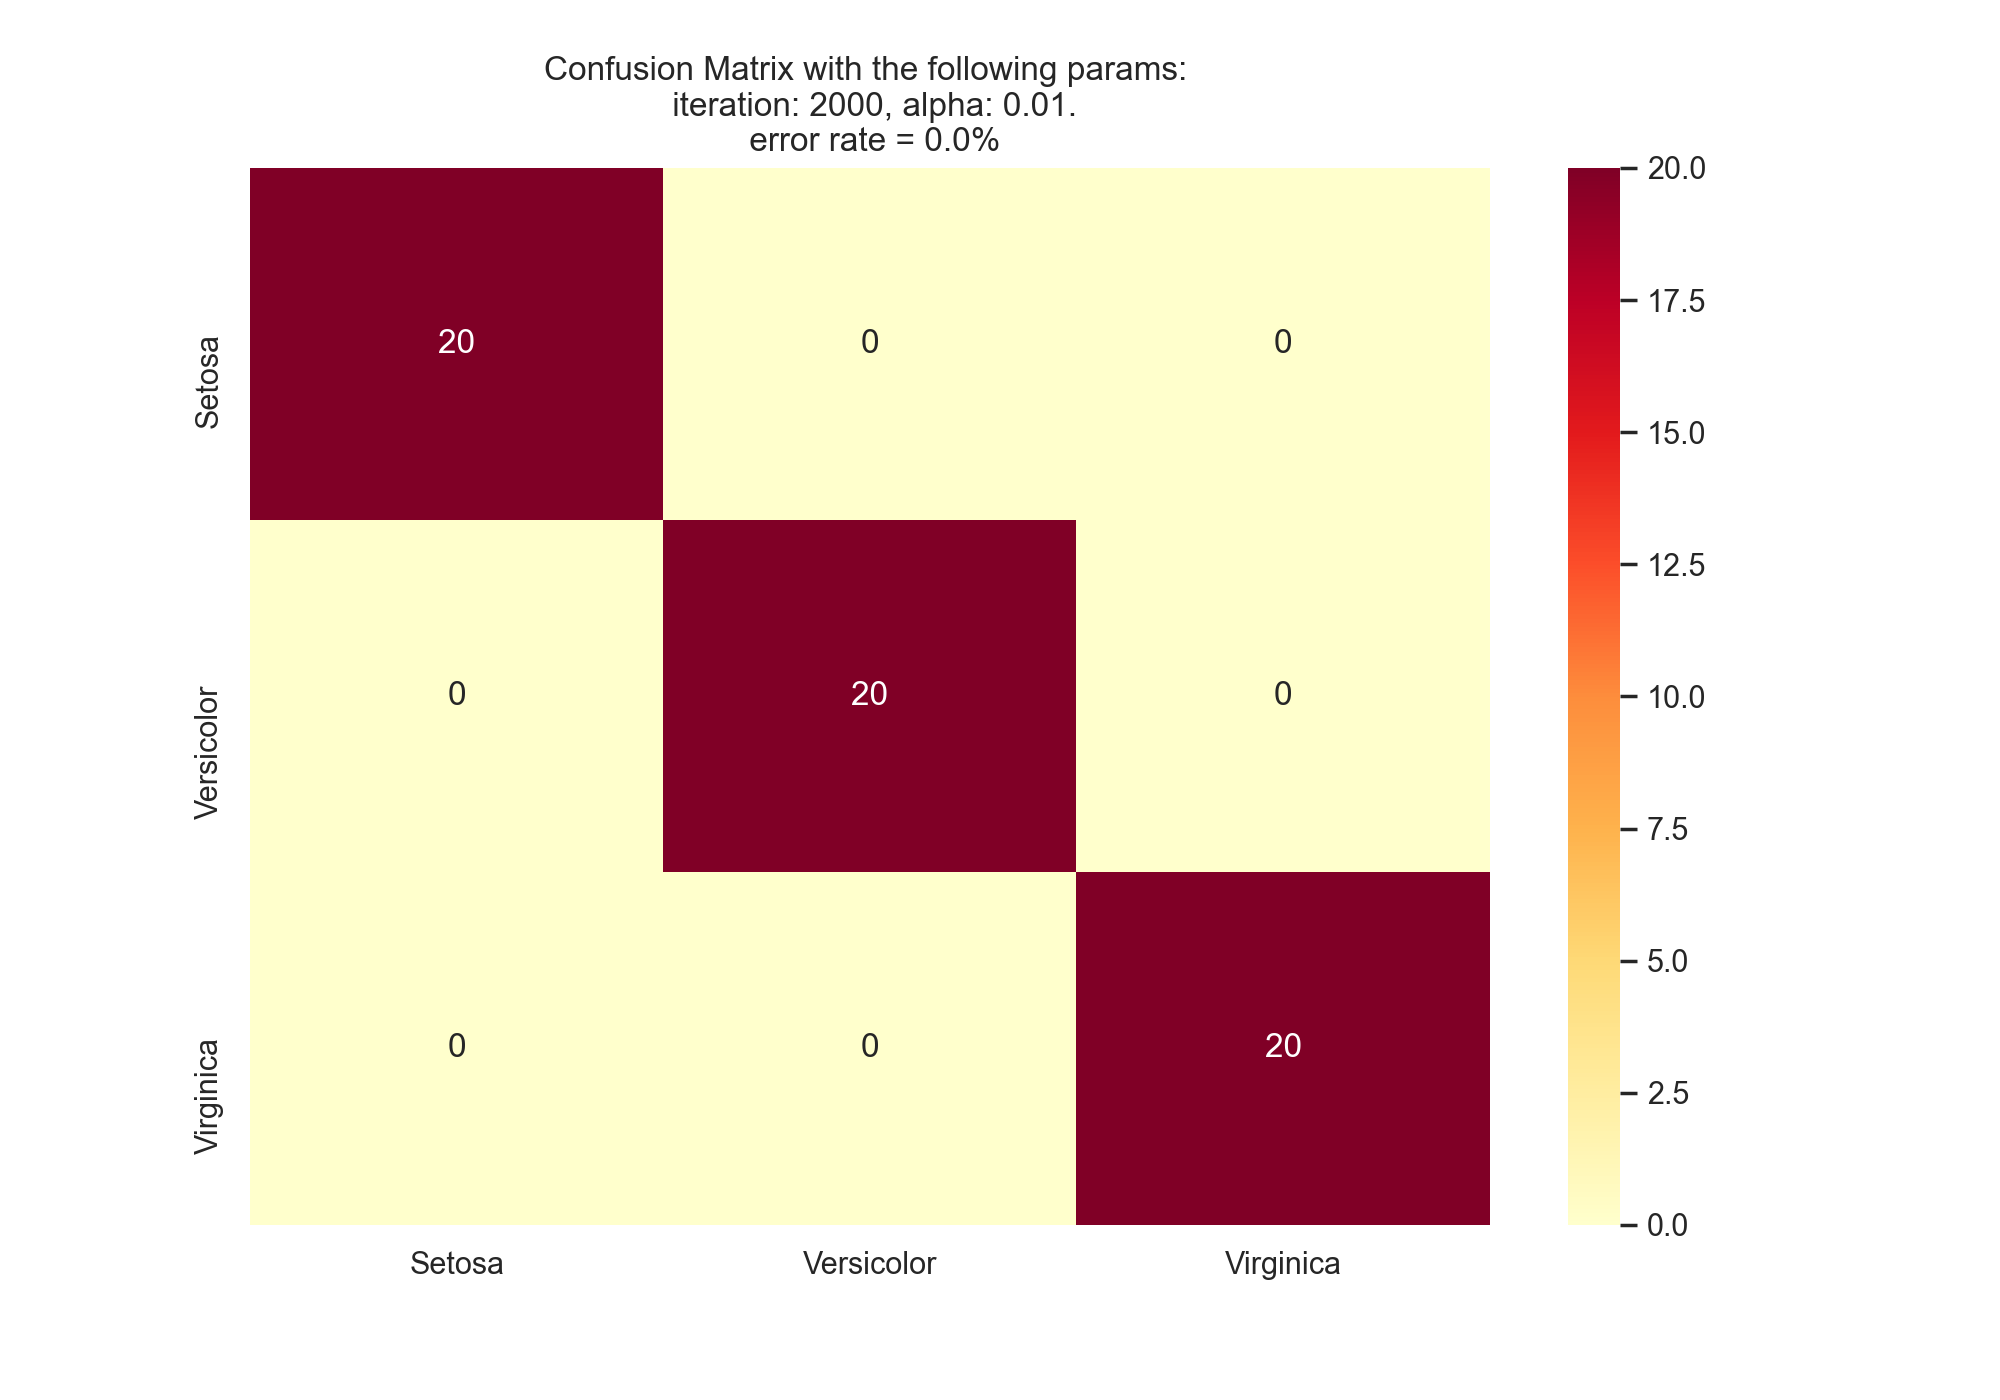 Confusion Matrix with the following params:
iteration: 2000, alpha: 0.01.
error rate = 0.0%
Setosa
20
0
0
Versicolor
0
20
0
Virginica
0
0
20
Setosa
Versicolor
Virginica
20.0
17.5
15.0
12.5
10.0
7.5
5.0
2.5
0.0